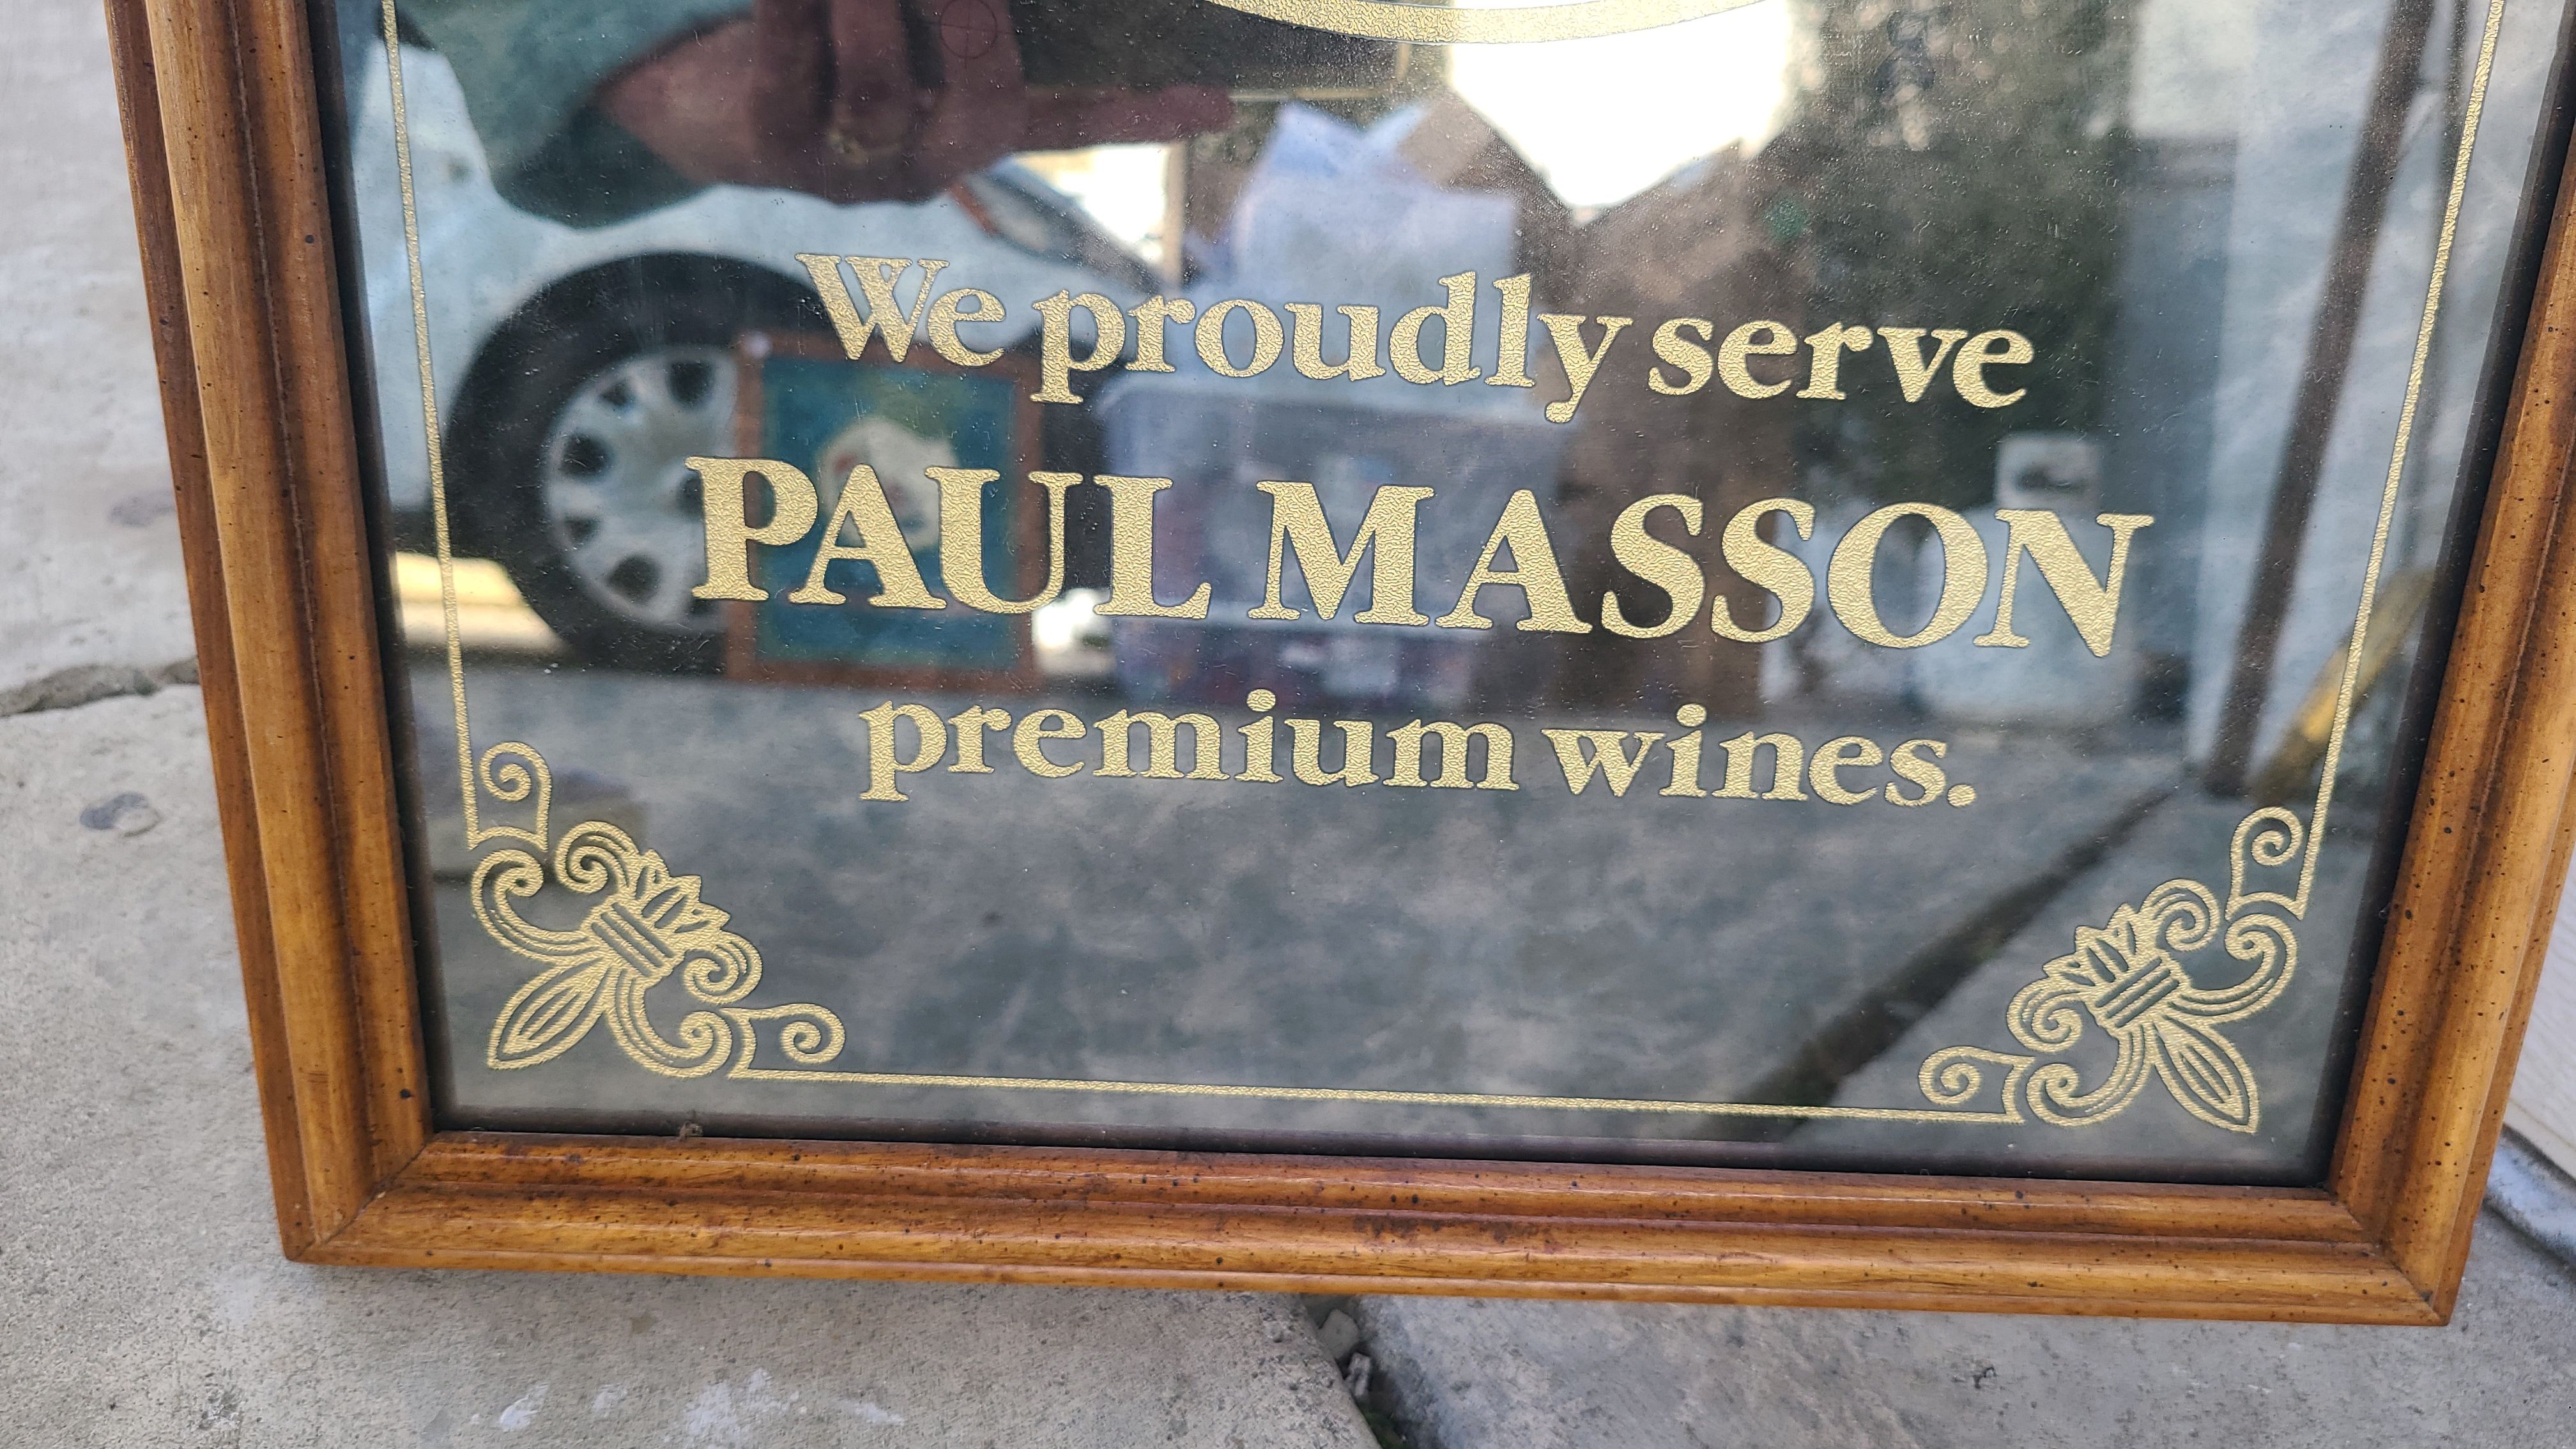 We proudly serve
PAUL MASSON
premium wines.